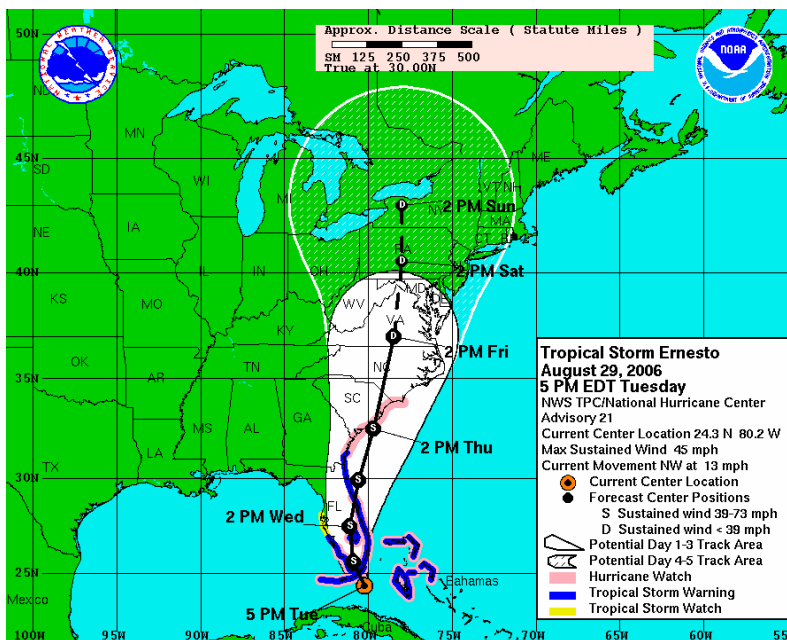 Approx. Distance Scale ( Statute Miles )
SM 125 250 375 500
True at 30.00N
NATIONAL WEATHER SERVICE
NOAA
50N
45N
40N
35N
30N
25N
ND
MN
SD
WI
MI
ME
VT
NH
NY
MA
CT
NE
IA
IL
IN
OH
PA
MD
DE
WV
VA
KS
MO
KY
OK
AR
TN
NC
SC
MS
AL
GA
TX
LA
FL
Mexico
Cuba
Bahamas
2 PM Sun
2 PM Sat
2 PM Fri
2 PM Thu
2 PM Wed
5 PM Tue
D
D
D
S
S
S
S
100W
95W
90W
85W
80W
75W
70W
65W
60W
55W
Tropical Storm Ernesto
August 29, 2006
5 PM EDT Tuesday
NWS TPC/National Hurricane Center
Advisory 21
Current Center Location 24.3 N 80.2 W
Max Sustained Wind 45 mph
Current Movement NW at 13 mph
Current Center Location
Forecast Center Positions
S Sustained wind 39-73 mph
D Sustained wind < 39 mph
Potential Day 1-3 Track Area
Potential Day 4-5 Track Area
Hurricane Watch
Tropical Storm Warning
Tropical Storm Watch